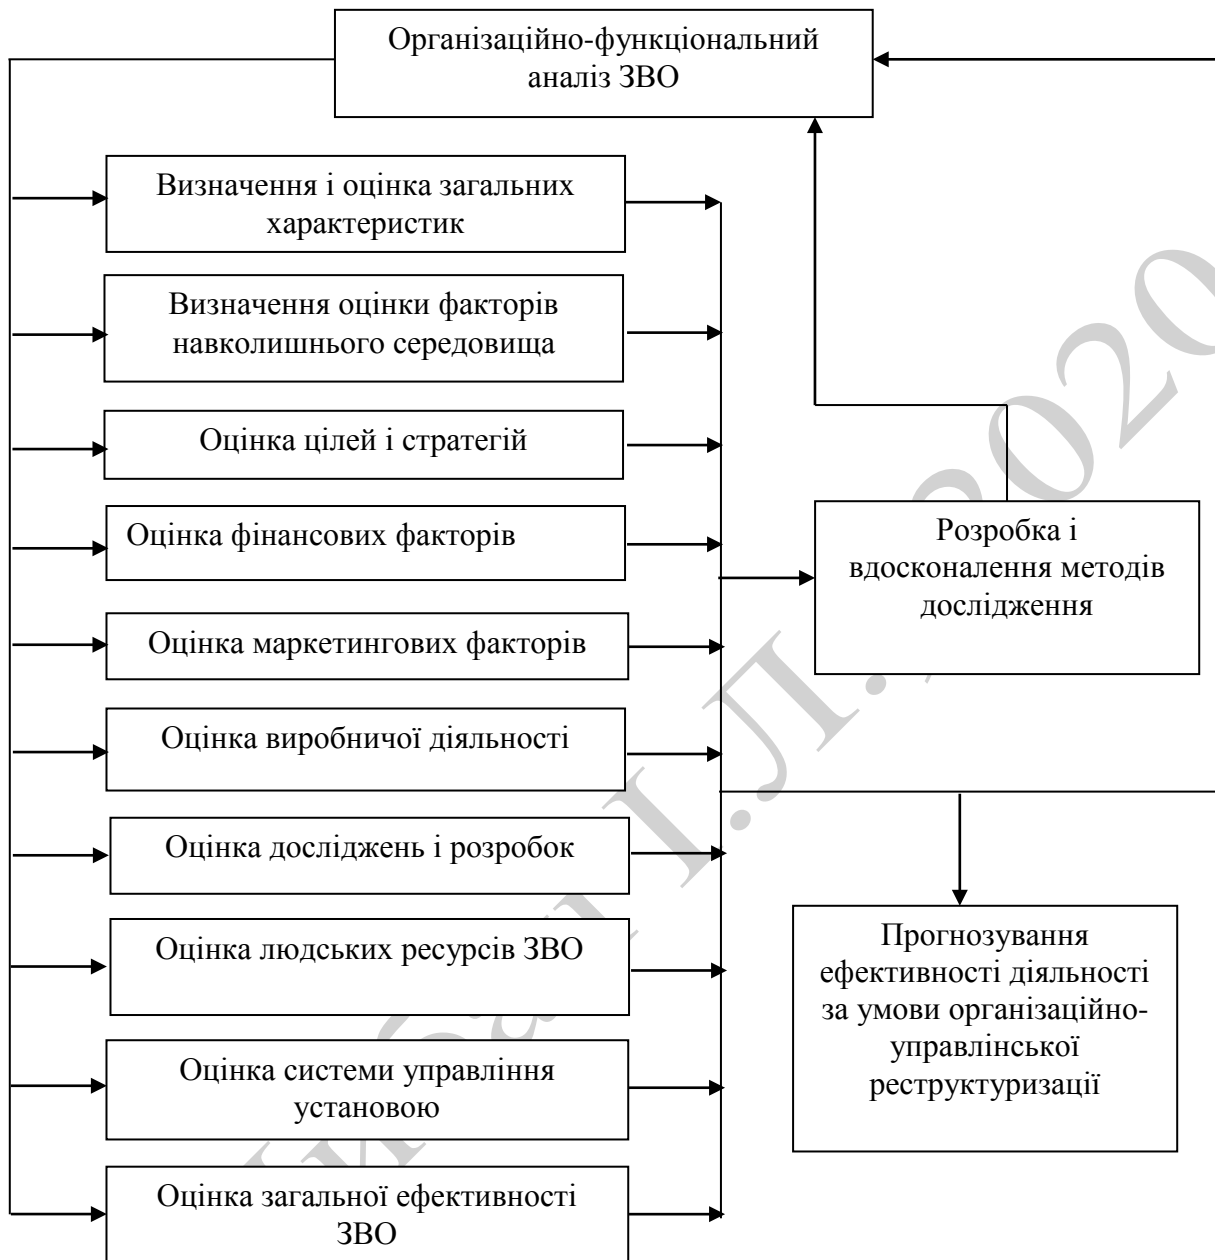 Організаційно-функціональний
аналіз ЗВО
Визначення і оцінка загальних
характеристик
Визначення оцінки факторів
навколишнього середовища
Оцінка цілей і стратегій
Оцінка фінансових факторів
Розробка і
вдосконалення методів
дослідження
Оцінка маркетингових факторів
Оцінка виробничої діяльності
Оцінка досліджень і розробок
Оцінка людських ресурсів ЗВО
Прогнозування
ефективності діяльності
за умови організаційно-
управлінської
реструктуризації
Оцінка системи управління
установою
Оцінка загальної ефективності
ЗВО
І.Л., 2020